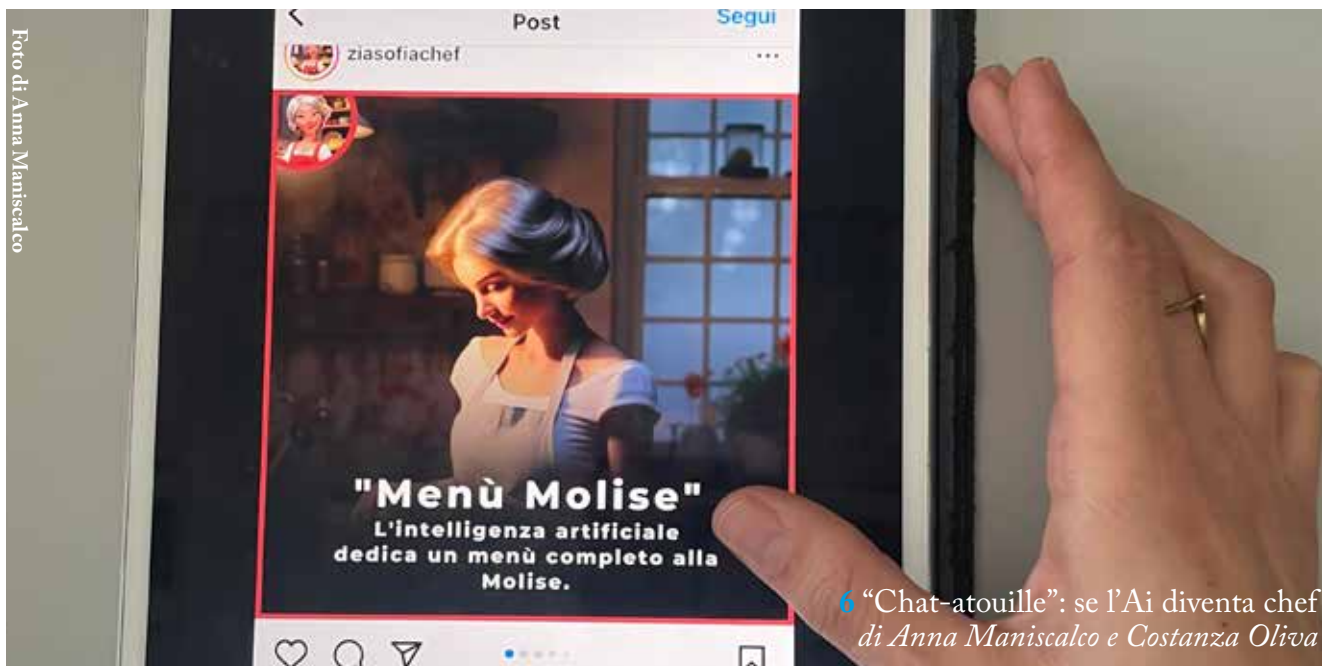 Foto di Anna Maniscalco
Post
Segui
ziasofiachef
"Menù Molise"
L'intelligenza artificiale
dedica un menù completo alla
Molise.
6 “Chat-atouille”: se l’Ai diventa chef
di Anna Maniscalco e Costanza Oliva